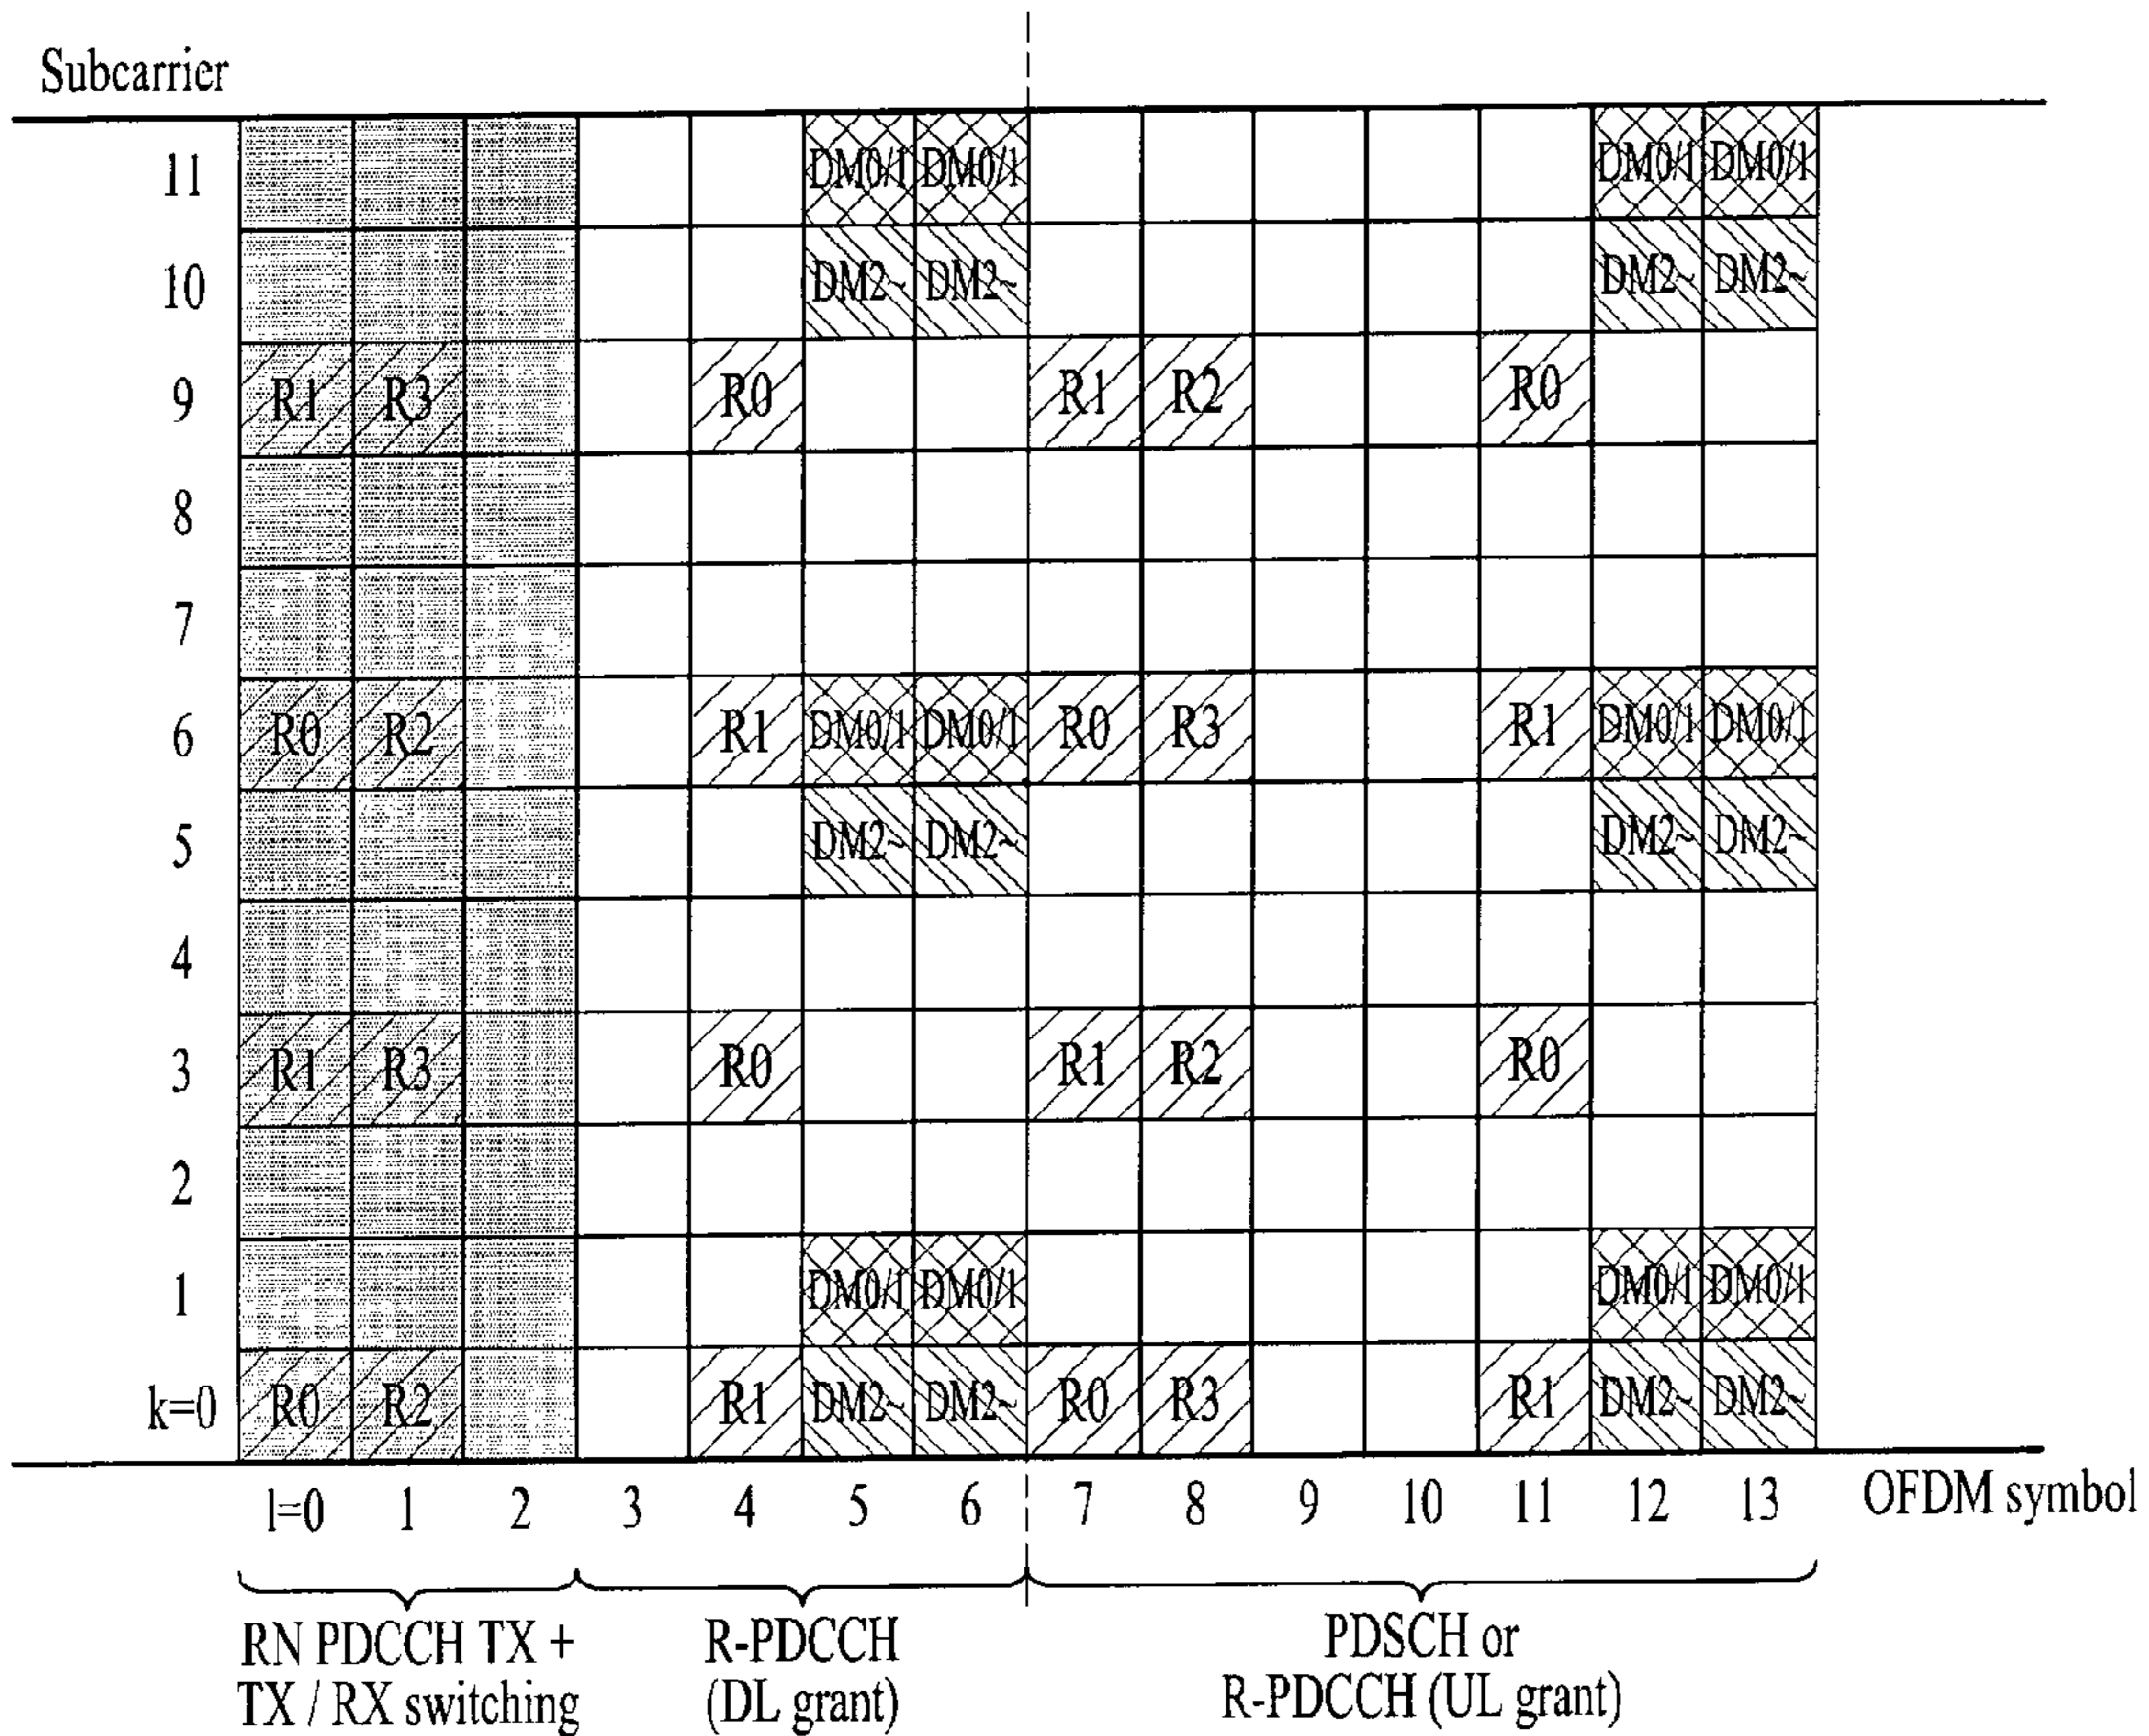 Subcarrier
11 DM0/1 DM0/1 DM0/1 DM0/1
10 DM2~ DM2~ DM2~ DM2~
9 R1 R3 R0 R1 R2 R0
8
7
6 R0 R2 R1 DM0/1 DM0/1 R0 R3 R1 DM0/1 DM0/1
5 DM2~ DM2~ DM2~ DM2~
4
3 R1 R3 R0 R1 R2 R0
2
1 DM0/1 DM0/1 DM0/1 DM0/1
k=0 R0 R2 R1 DM2~ DM2~ R0 R3 R1 DM2~ DM2~
l=0 1 2 3 4 5 6 7 8 9 10 11 12 13 OFDM symbol
RN PDCCH TX +
TX / RX switching
R-PDCCH
(DL grant)
PDSCH or
R-PDCCH (UL grant)